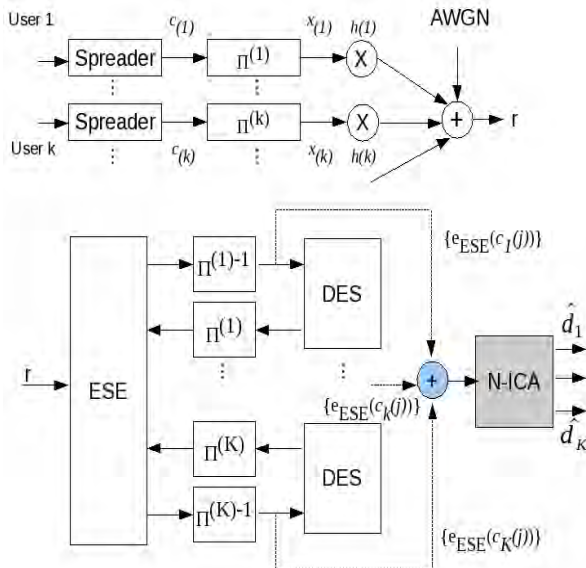 User 1
c(1)
x(1)
h(1)
AWGN
Spreader
Π(1)
X
⋮
⋮
Spreader
Π(k)
X
+
r
User k
c(k)
x(k)
h(k)
⋮
⋮
Π(1)-1
{eESE(c1(j))}
DES
Π(1)
d̂1
r
ESE
⋮
⋮
+
N-ICA
{eESE(ck(j))}
d̂K
Π(K)
DES
Π(K)-1
{eESE(cK(j))}